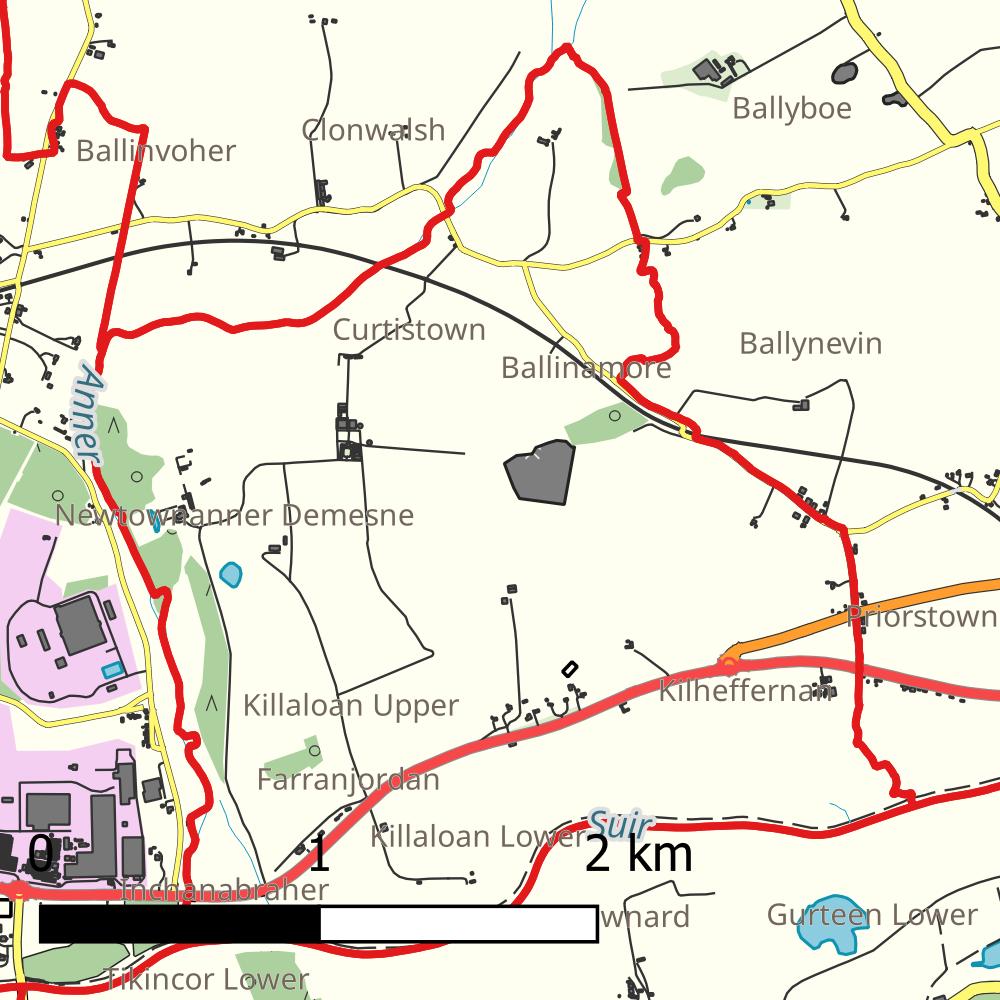 Ballyboe
Clonwalsh
Ballinvoher
Curtistown
Ballynevin
Ballinamore
Anner
Newtownanner Demesne
Priorstown
Kilheffernan
Killaloan Upper
Farranjordan
Suir
Killaloan Lower
0 1 2 km
Inchanabraher
wnard
Gurteen Lower
Tikincor Lower